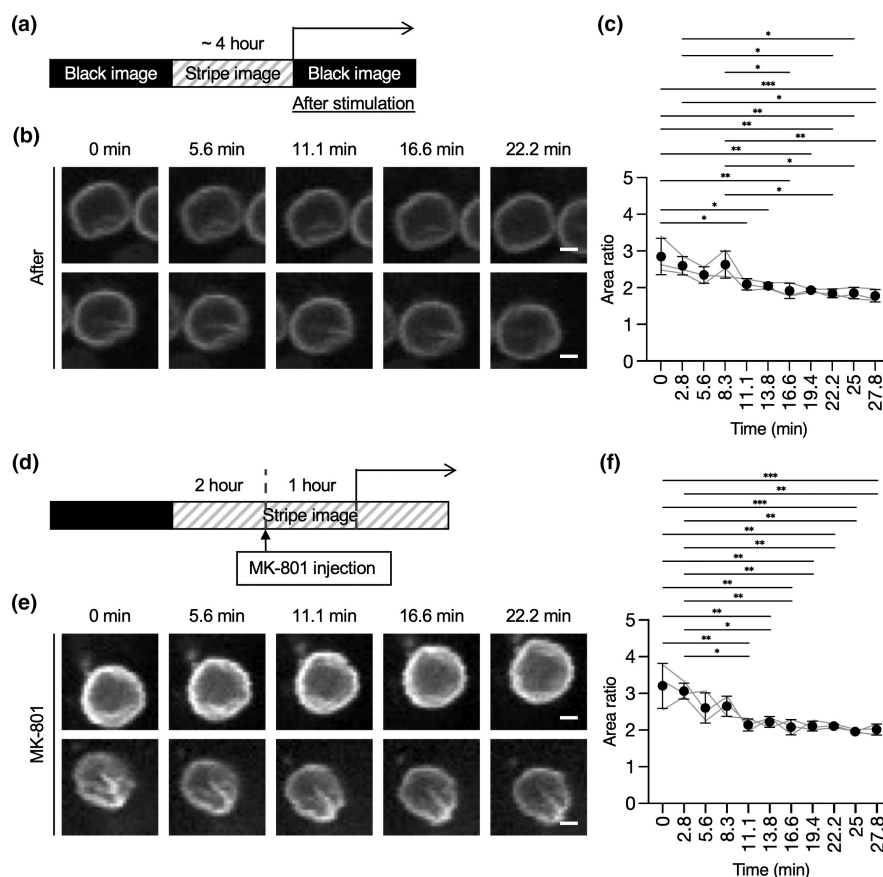 (a)
~ 4 hour
Black image Stripe image Black image
After stimulation
(b)
0 min 5.6 min 11.1 min 16.6 min 22.2 min
After
(c)
*
*
*
***
*
**
**
**
**
*
**
*
*
*
5
4
3
2
1
0
Area ratio
0 2.8 5.6 8.3 11.1 13.8 16.6 19.4 22.2 25 27.8
Time (min)
(d)
2 hour 1 hour
Stripe image
MK-801 injection
(e)
0 min 5.6 min 11.1 min 16.6 min 22.2 min
MK-801
(f)
***
**
***
**
**
**
**
**
**
**
**
*
**
*
5
4
3
2
1
0
Area ratio
0 2.8 5.6 8.3 11.1 13.8 16.6 19.4 22.2 25 27.8
Time (min)